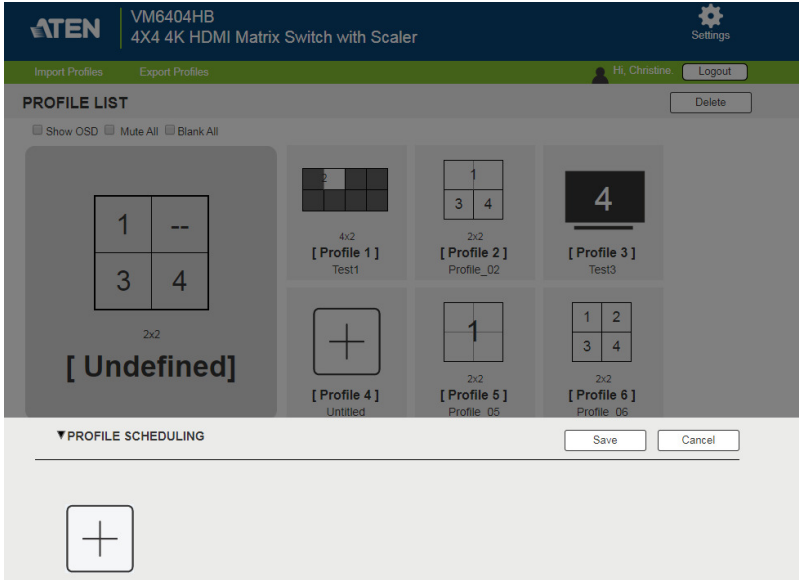 ATEN
VM6404HB
4X4 4K HDMI Matrix Switch with Scaler
Settings
Import Profiles Export Profiles Hi, Christine. Logout
PROFILE LIST Delete
Show OSD Mute All Blank All
1 --
3 4
2x2
[ Undefined]
2
4x2
[ Profile 1 ]
Test1
1
3 4
2x2
[ Profile 2 ]
Profile_02
4
[ Profile 3 ]
Test3
[ Profile 4 ]
Untitled
1
2x2
[ Profile 5 ]
Profile_05
1 2
3 4
2x2
[ Profile 6 ]
Profile_06
▼PROFILE SCHEDULING Save Cancel